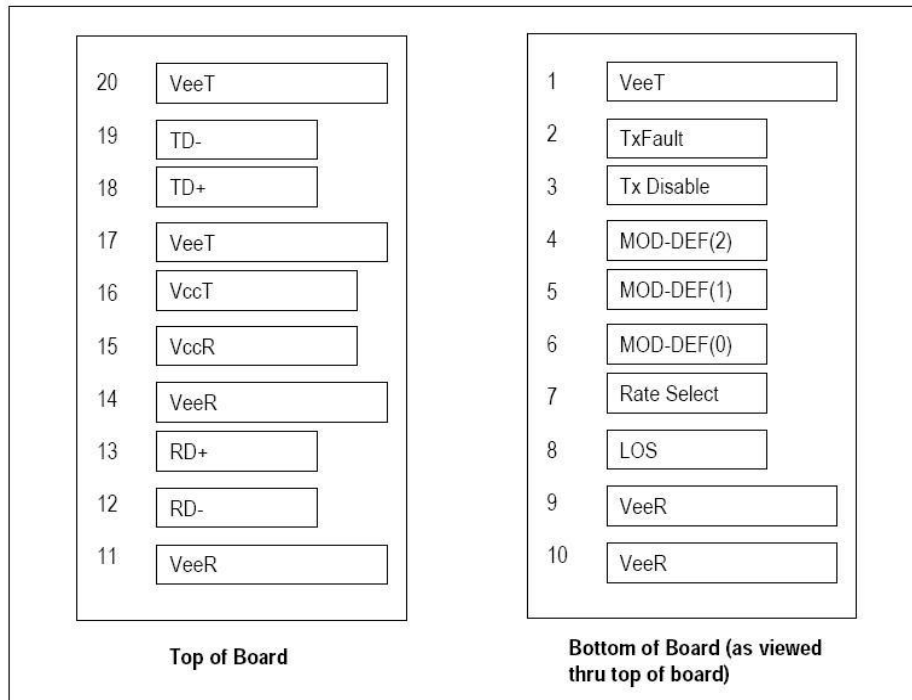 20 VeeT
19 TD-
18 TD+
17 VeeT
16 VccT
15 VccR
14 VeeR
13 RD+
12 RD-
11 VeeR
Top of Board
1 VeeT
2 TxFault
3 Tx Disable
4 MOD-DEF(2)
5 MOD-DEF(1)
6 MOD-DEF(0)
7 Rate Select
8 LOS
9 VeeR
10 VeeR
Bottom of Board (as viewed
thru top of board)